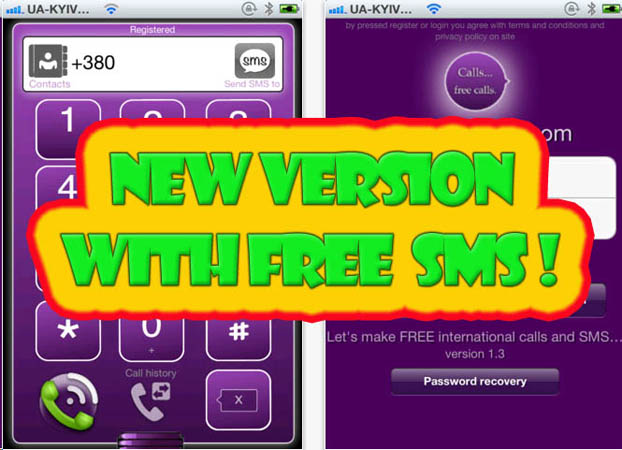 UA-KYIV...
Registered
+380
sms
Contacts
Send SMS to
1
4
NEW VERSION
WITH FREE SMS !
*
0
+
#
Call history
X
UA-KYIV...
by pressed register or login you agree with terms and conditions and
privacy policy on site
Calls...
free calls.
om
Let's make FREE international calls and SMS...
version 1.3
Password recovery